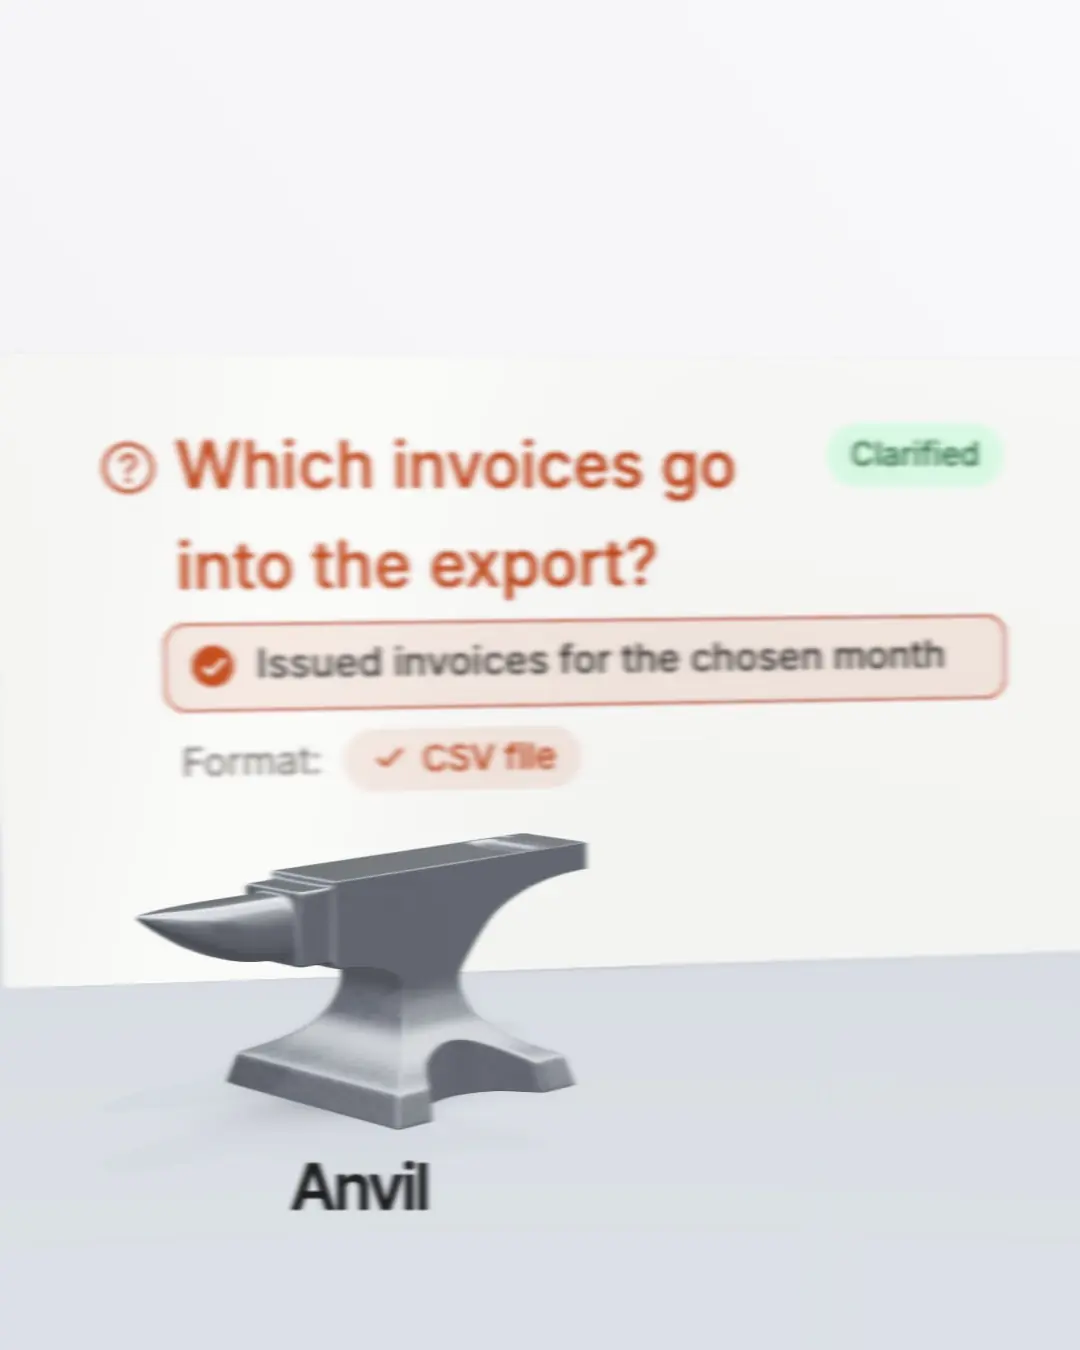 Which invoices go
into the export?
Clarified
Issued invoices for the chosen month
Format: CSV file
Anvil